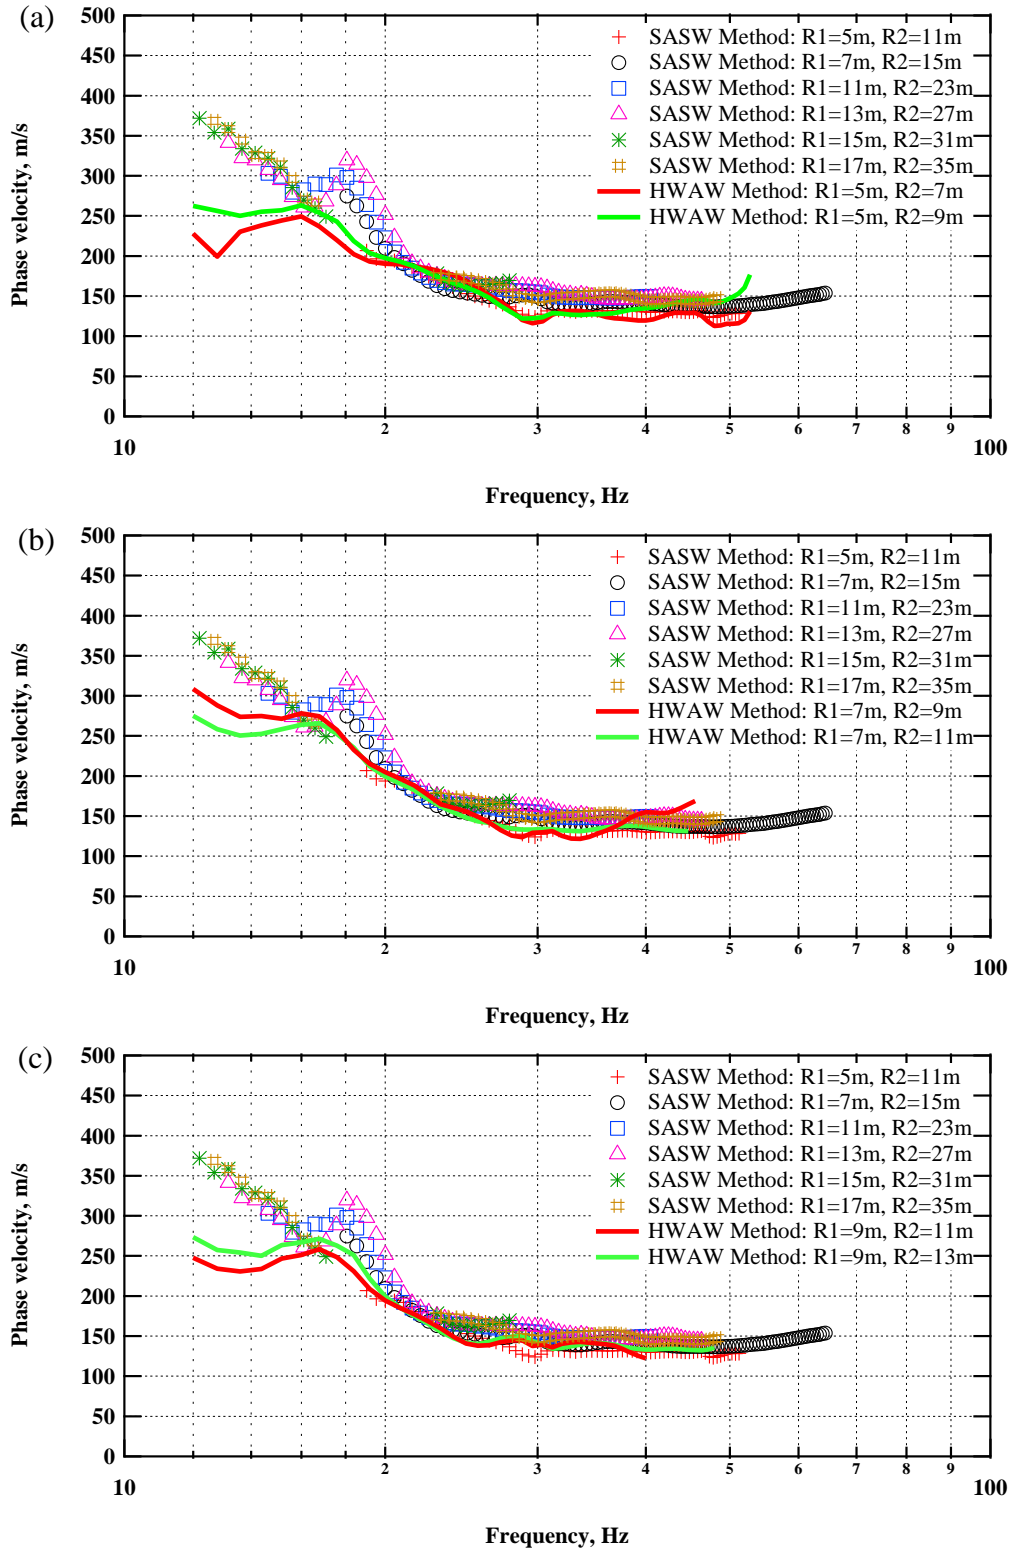 (a)
500
450
400
350
300
250
200
150
100
50
0
Phase velocity, m/s
SASW Method: R1=5m, R2=11m
SASW Method: R1=7m, R2=15m
SASW Method: R1=11m, R2=23m
SASW Method: R1=13m, R2=27m
SASW Method: R1=15m, R2=31m
SASW Method: R1=17m, R2=35m
HWAW Method: R1=5m, R2=7m
HWAW Method: R1=5m, R2=9m
2 3 4 5 6 7 8 9
10 100
Frequency, Hz
(b)
500
450
400
350
300
250
200
150
100
50
0
Phase velocity, m/s
SASW Method: R1=5m, R2=11m
SASW Method: R1=7m, R2=15m
SASW Method: R1=11m, R2=23m
SASW Method: R1=13m, R2=27m
SASW Method: R1=15m, R2=31m
SASW Method: R1=17m, R2=35m
HWAW Method: R1=7m, R2=9m
HWAW Method: R1=7m, R2=11m
2 3 4 5 6 7 8 9
10 100
Frequency, Hz
(c)
500
450
400
350
300
250
200
150
100
50
0
Phase velocity, m/s
SASW Method: R1=5m, R2=11m
SASW Method: R1=7m, R2=15m
SASW Method: R1=11m, R2=23m
SASW Method: R1=13m, R2=27m
SASW Method: R1=15m, R2=31m
SASW Method: R1=17m, R2=35m
HWAW Method: R1=9m, R2=11m
HWAW Method: R1=9m, R2=13m
2 3 4 5 6 7 8 9
10 100
Frequency, Hz